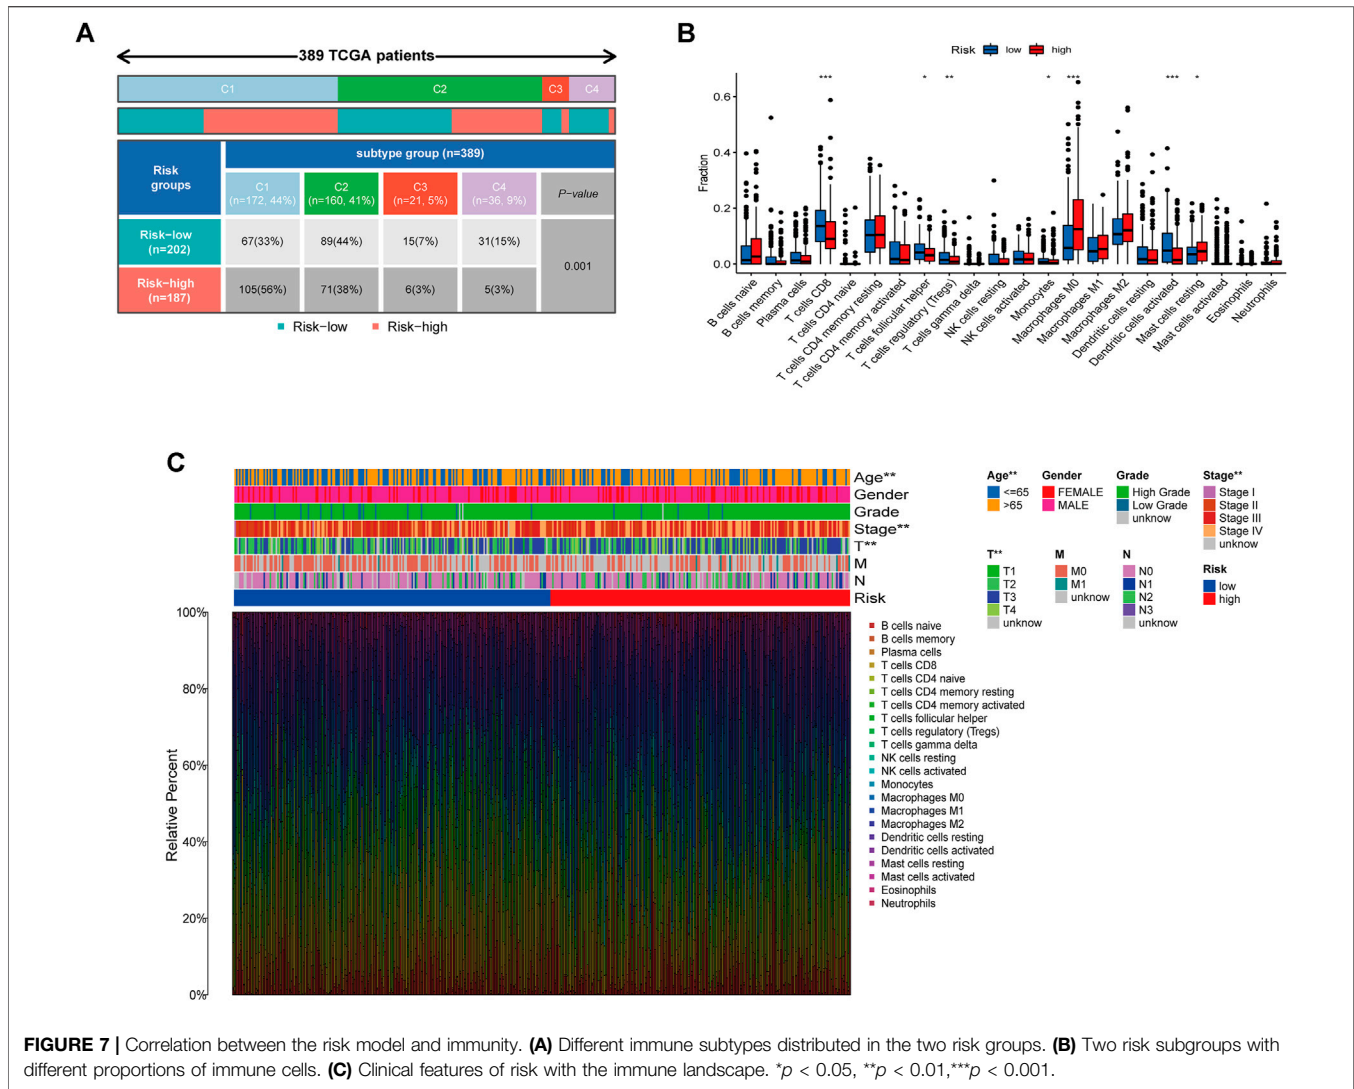 A
389 TCGA patients
C1 C2 C3 C4
Risk groups
subtype group (n=389)
C1 (n=172, 44%)
C2 (n=160, 41%)
C3 (n=21, 5%)
C4 (n=36, 9%)
P−value
Risk−low (n=202)
67(33%) 89(44%) 15(7%) 31(15%)
0.001
Risk−high (n=187)
105(56%) 71(38%) 6(3%) 5(3%)
Risk−low Risk−high
B
Risk low high
*** * ** * *** *** *
Fraction
0.6
0.4
0.2
0.0
B cells naive
B cells memory
Plasma cells
T cells CD8
T cells CD4 naive
T cells CD4 memory resting
T cells CD4 memory activated
T cells follicular helper
T cells regulatory (Tregs)
T cells gamma delta
NK cells resting
NK cells activated
Monocytes
Macrophages M0
Macrophages M1
Macrophages M2
Dendritic cells resting
Dendritic cells activated
Mast cells resting
Mast cells activated
Eosinophils
Neutrophils
C
Age**
Gender
Grade
Stage**
T**
M
N
Risk
Age**
<=65
>65
Gender
FEMALE
MALE
Grade
High Grade
Low Grade
unknow
Stage**
Stage I
Stage II
Stage III
Stage IV
unknow
T**
T1
T2
T3
T4
unknow
M
M0
M1
unknow
N
N0
N1
N2
N3
unknow
Risk
low
high
Relative Percent
100%
80%
60%
40%
20%
0%
B cells naive
B cells memory
Plasma cells
T cells CD8
T cells CD4 naive
T cells CD4 memory resting
T cells CD4 memory activated
T cells follicular helper
T cells regulatory (Tregs)
T cells gamma delta
NK cells resting
NK cells activated
Monocytes
Macrophages M0
Macrophages M1
Macrophages M2
Dendritic cells resting
Dendritic cells activated
Mast cells resting
Mast cells activated
Eosinophils
Neutrophils
FIGURE 7 | Correlation between the risk model and immunity. (A) Different immune subtypes distributed in the two risk groups. (B) Two risk subgroups with
different proportions of immune cells. (C) Clinical features of risk with the immune landscape. *p < 0.05, **p < 0.01,***p < 0.001.